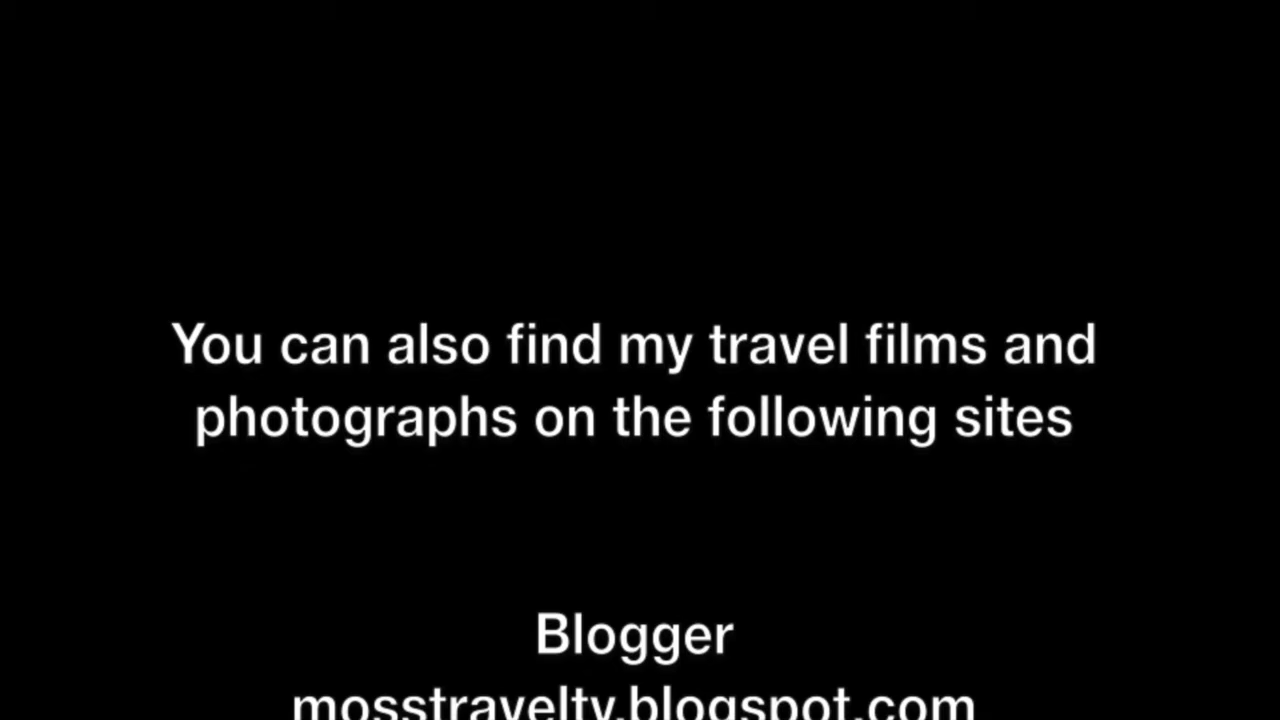 You can also find my travel films and
photographs on the following sites
Blogger
mosstraveltv.blogspot.com